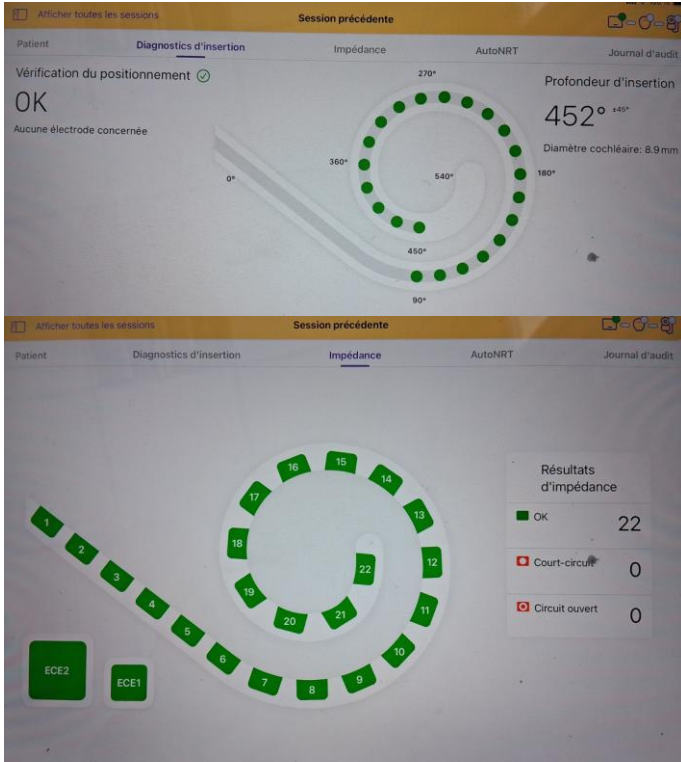 Afficher toutes les sessions
Session précédente
Patient
Diagnostics d'insertion
Impédance
AutoNRT
Journal d'audit
Vérification du positionnement
OK
Aucune électrode concernée
Profondeur d'insertion
452° ±45°
Diamètre cochléaire: 8.9 mm
270°
360°
540°
180°
0°
450°
90°
Afficher toutes les sessions
Session précédente
Patient
Diagnostics d'insertion
Impédance
AutoNRT
Journal d'audit
1
2
3
4
5
6
7
8
9
10
11
12
13
14
15
16
17
18
19
20
21
22
ECE2
ECE1
Résultats
d'impédance
OK 22
Court-circuit 0
Circuit ouvert 0